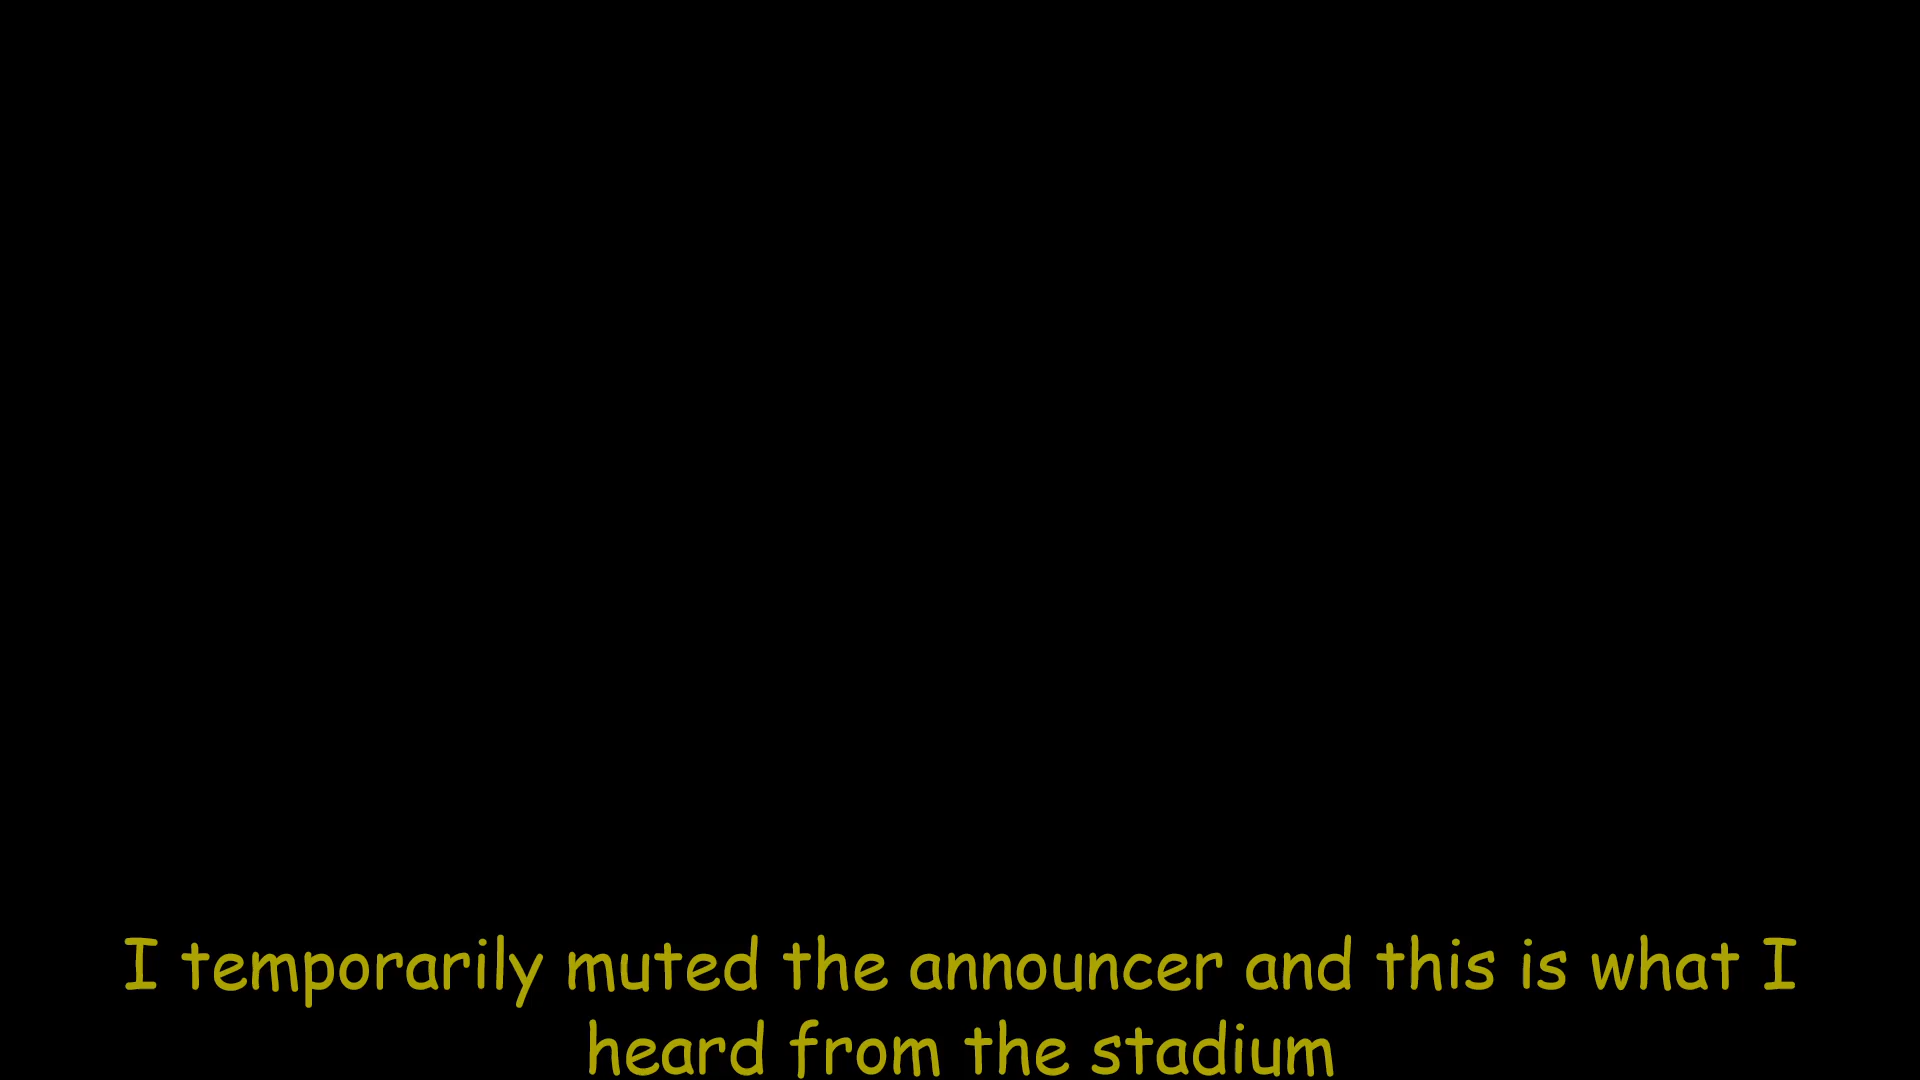 I temporarily muted the announcer and this is what I
heard from the stadium